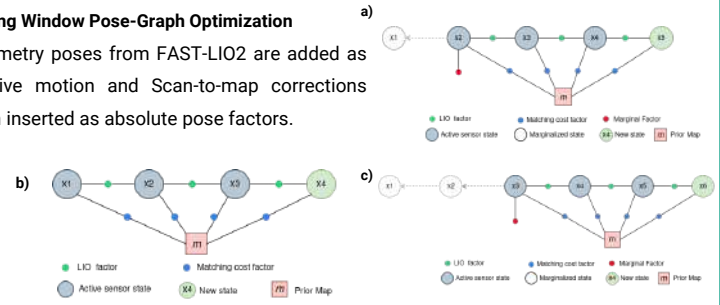 ng Window Pose-Graph Optimization
metry poses from FAST-LIO2 are added as
ive motion and Scan-to-map corrections
inserted as absolute pose factors.
a)
x1 x2 x3 x4 x5
m
LIO factor Matching cost factor Marginal Factor
Active sensor state Marginalized state x4 New state m Prior Map
b)
x1 x2 x3 x4
m
LIO factor Matching cost factor
Active sensor state x4 New state m Prior Map
c)
x1 x2 x3 x4 x5 x6
m
LIO factor Matching cost factor Marginal Factor
Active sensor state Marginalized state x4 New state m Prior Map